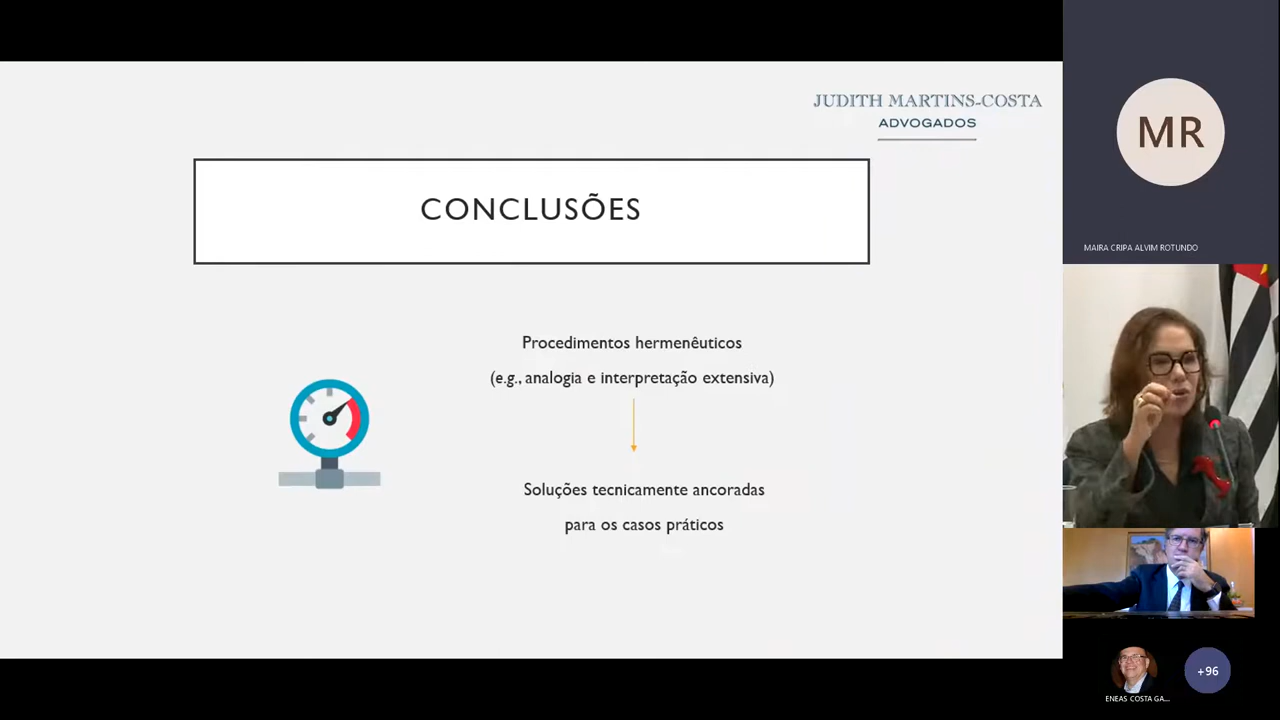 JUDITH MARTINS-COSTA
ADVOGADOS
CONCLUSÕES
Procedimentos hermenêuticos
(e.g., analogia e interpretação extensiva)
Soluções tecnicamente ancoradas
para os casos práticos
MR
MAIRA CRIPA ALVIM ROTUNDO
ENEAS COSTA GA...
+96